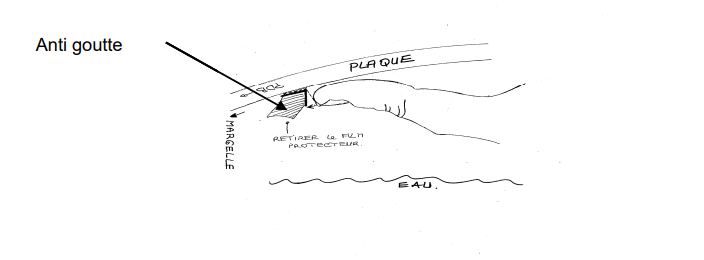 Anti goutte
PLAQUE
MARGELLE
RETIRER LE FILM
PROTECTEUR.
EAU.